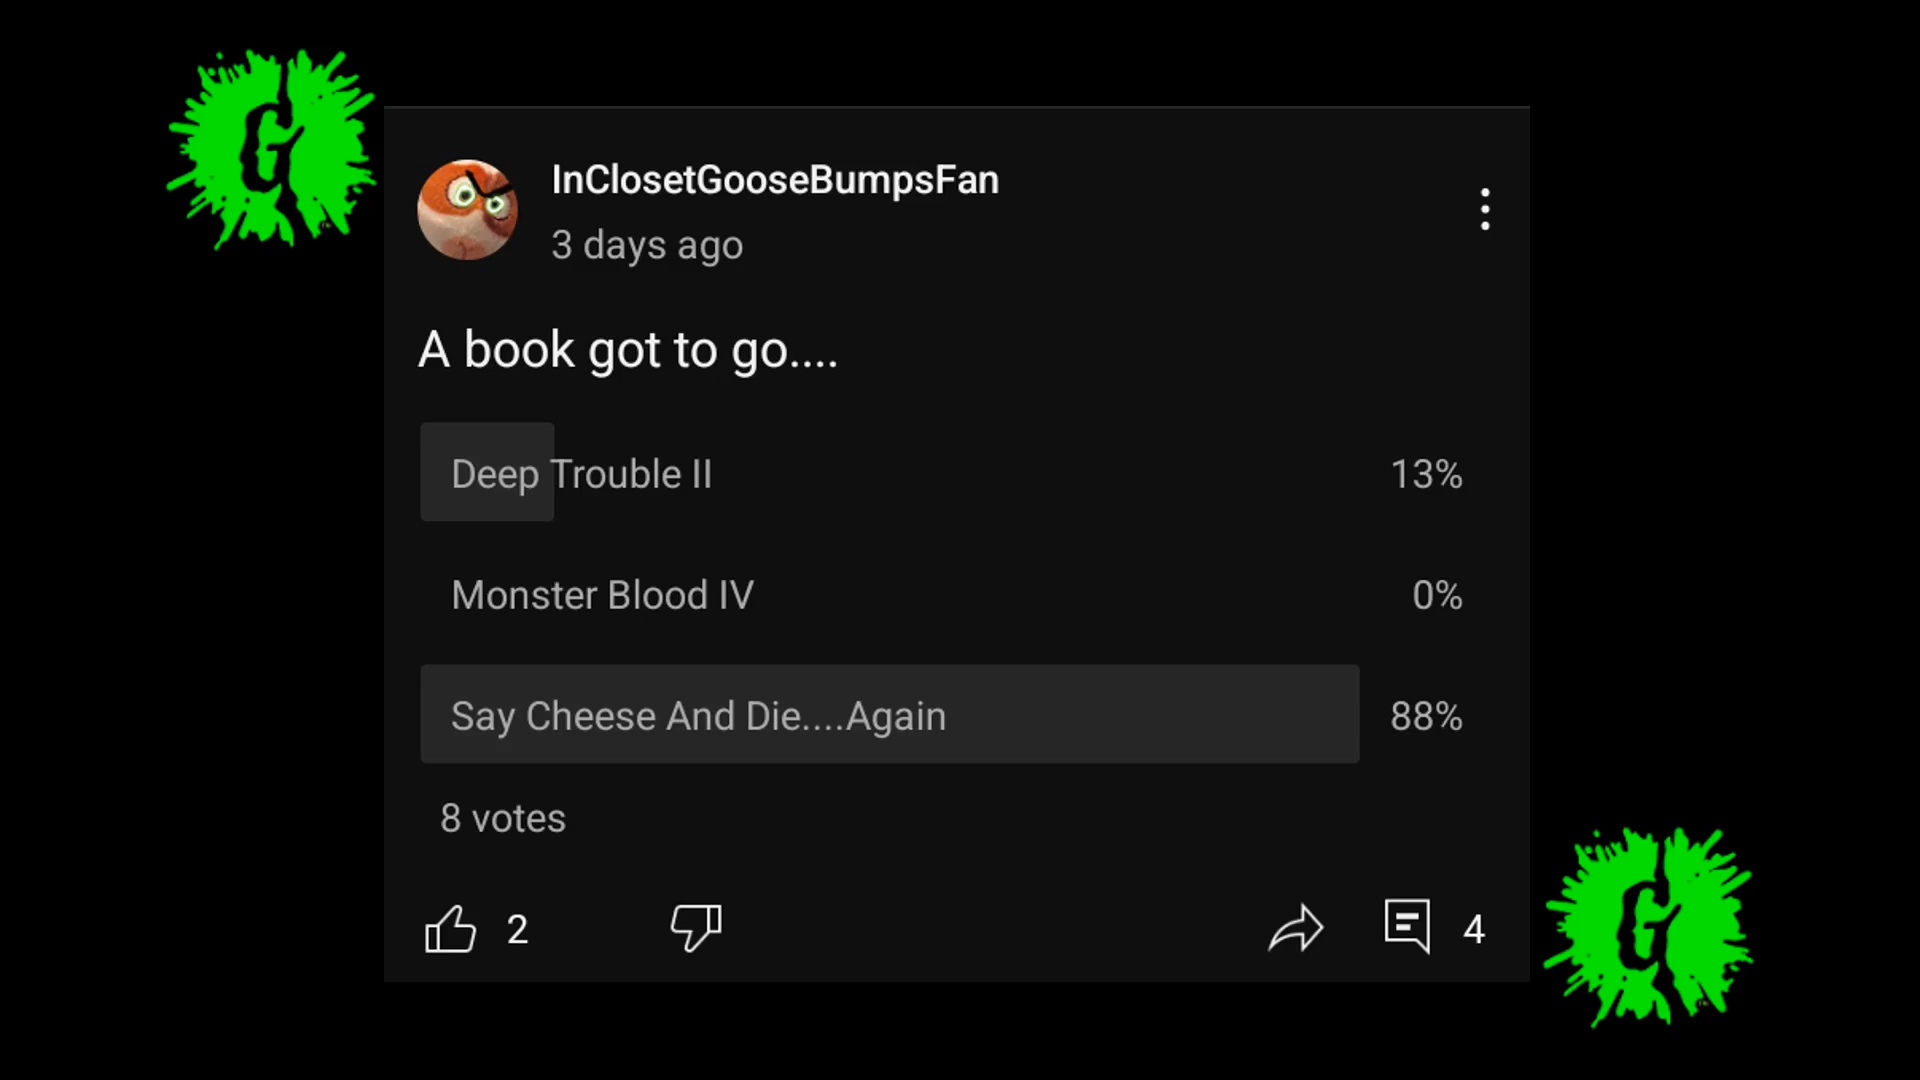 G
InClosetGooseBumpsFan
3 days ago
A book got to go....
Deep Trouble II 13%
Monster Blood IV 0%
Say Cheese And Die....Again 88%
8 votes
2 4
G